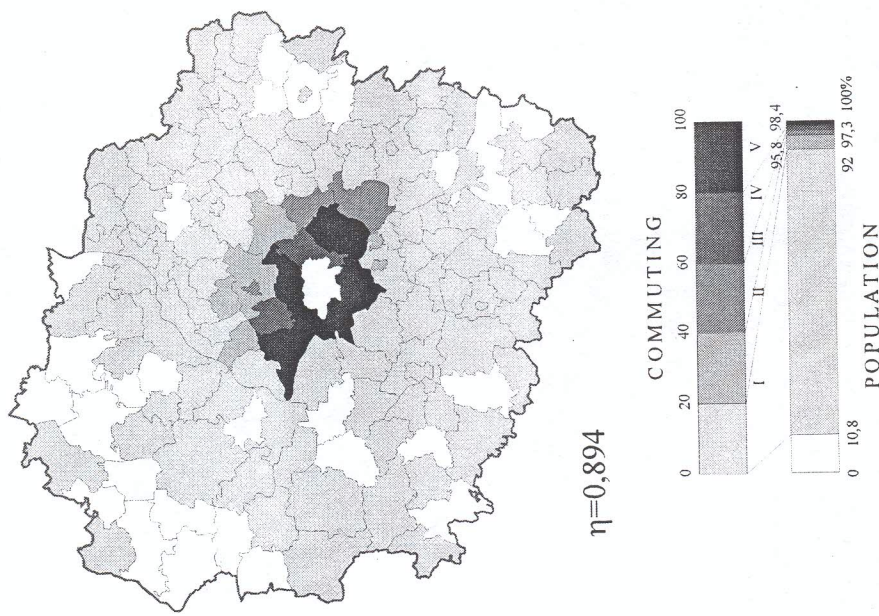 η=0,894
COMMUTING
0 20 40 60 80 100
I II III IV V
95,8 98,4
0 10,8 92 97,3 100%
POPULATION